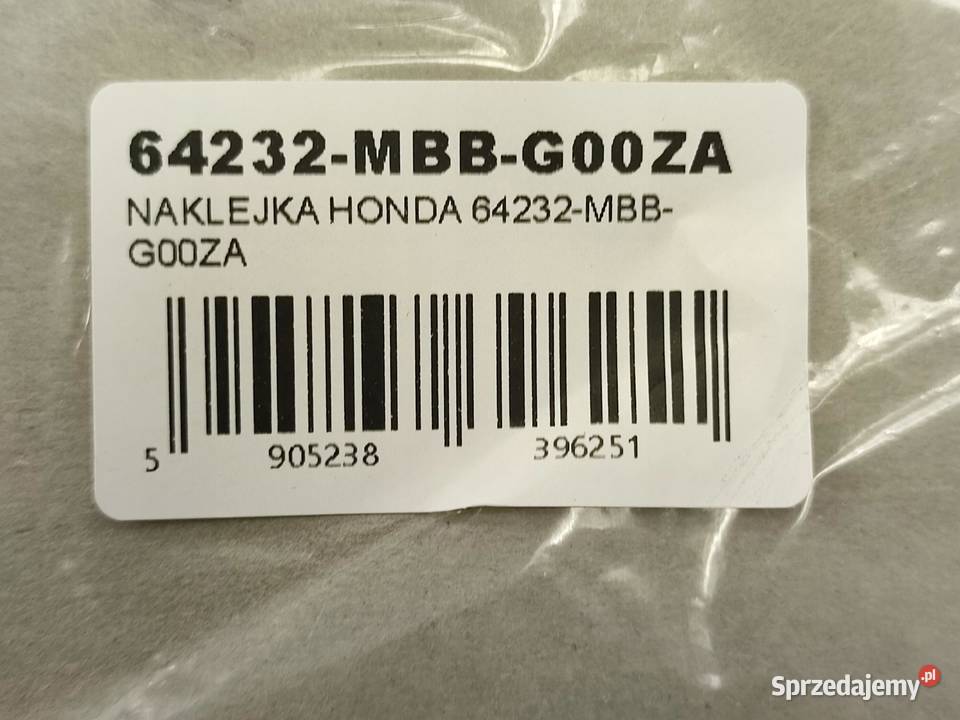 64232-MBB-G00ZA
NAKLEJKA HONDA 64232-MBB-
G00ZA
5 905238 396251
Sprzedajemy.pl